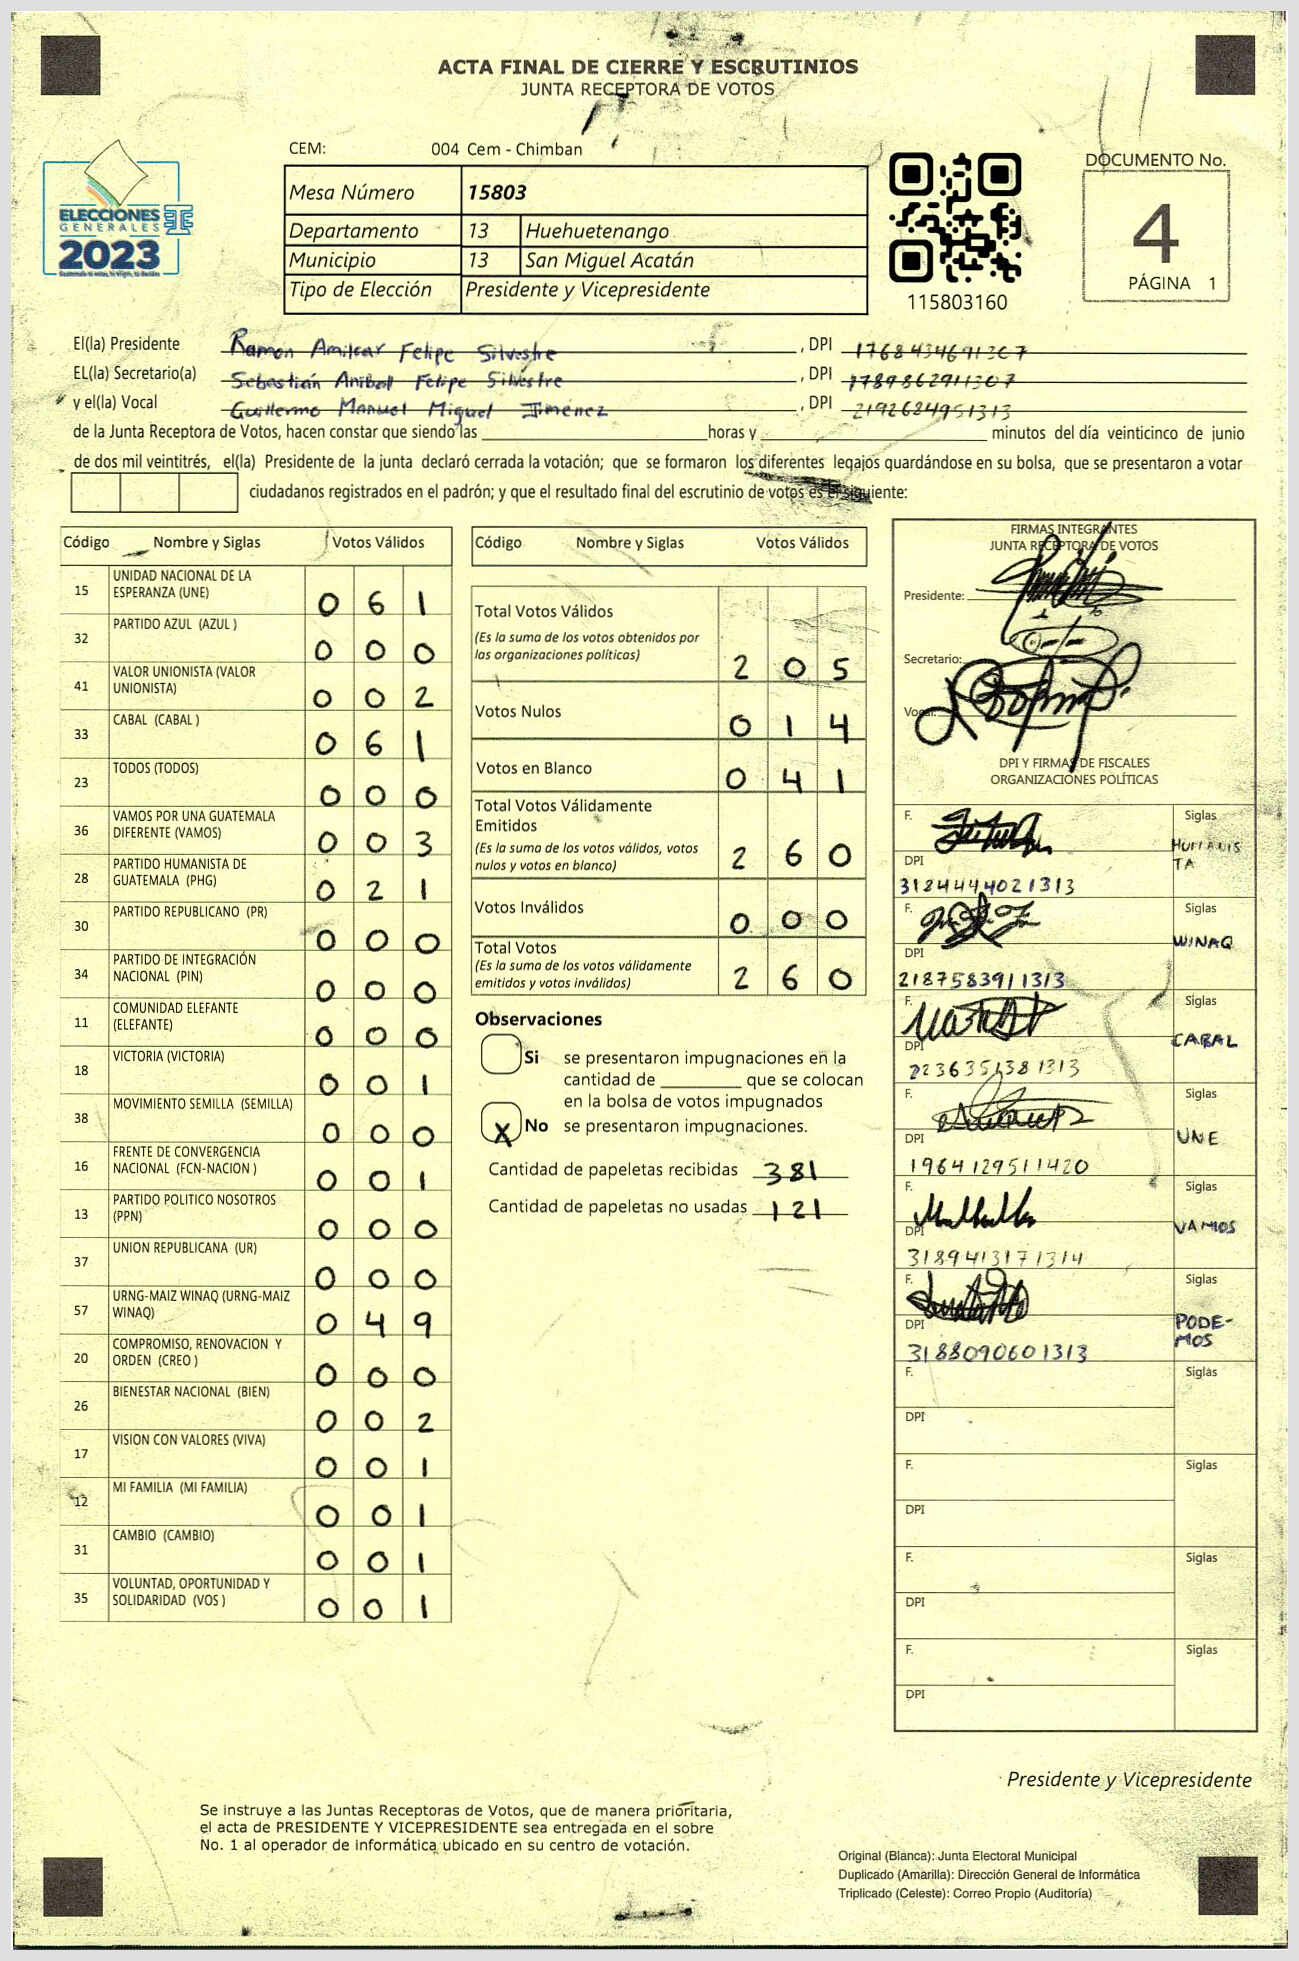 ACTA FINAL DE CIERRE Y ESCRUTINIOS
JUNTA RECEPTORA DE VOTOS
CEM: 004 Cem - Chimban
Mesa Número 15803
Departamento 13 Huehuetenango
Municipio 13 San Miguel Acatán
Tipo de Elección Presidente y Vicepresidente
ELECCIONES
GENERALES
2023
115803160
DOCUMENTO No.
4
PÁGINA 1
El(la) Presidente Ramon Amilcar Felipe Silvestre , DPI 1768434691307
EL(la) Secretario(a) Sebastián Anibal Felipe Silvestre , DPI 1789862911307
y el(la) Vocal Guillermo Manuel Miguel Jiménez , DPI 2192684951313
de la Junta Receptora de Votos, hacen constar que siendo las horas y minutos del día veinticinco de junio
de dos mil veintitrés, el(la) Presidente de la junta declaró cerrada la votación; que se formaron los diferentes legajos guardándose en su bolsa, que se presentaron a votar
ciudadanos registrados en el padrón; y que el resultado final del escrutinio de votos es el siguiente:
Código Nombre y Siglas Votos Válidos
15 UNIDAD NACIONAL DE LA
ESPERANZA (UNE) 0 6 1
32 PARTIDO AZUL (AZUL ) 0 0 0
41 VALOR UNIONISTA (VALOR
UNIONISTA) 0 0 2
33 CABAL (CABAL ) 0 6 1
23 TODOS (TODOS) 0 0 0
36 VAMOS POR UNA GUATEMALA
DIFERENTE (VAMOS) 0 0 3
28 PARTIDO HUMANISTA DE
GUATEMALA (PHG) 0 2 1
30 PARTIDO REPUBLICANO (PR) 0 0 0
34 PARTIDO DE INTEGRACIÓN
NACIONAL (PIN) 0 0 0
11 COMUNIDAD ELEFANTE
(ELEFANTE) 0 0 0
18 VICTORIA (VICTORIA) 0 0 1
38 MOVIMIENTO SEMILLA (SEMILLA) 0 0 0
16 FRENTE DE CONVERGENCIA
NACIONAL (FCN-NACION ) 0 0 1
13 PARTIDO POLITICO NOSOTROS
(PPN) 0 0 0
37 UNION REPUBLICANA (UR) 0 0 0
57 URNG-MAIZ WINAQ (URNG-MAIZ
WINAQ) 0 4 9
20 COMPROMISO, RENOVACION Y
ORDEN (CREO ) 0 0 0
26 BIENESTAR NACIONAL (BIEN) 0 0 2
17 VISION CON VALORES (VIVA) 0 0 1
12 MI FAMILIA (MI FAMILIA) 0 0 1
31 CAMBIO (CAMBIO) 0 0 1
35 VOLUNTAD, OPORTUNIDAD Y
SOLIDARIDAD (VOS ) 0 0 1
Código Nombre y Siglas Votos Válidos
Total Votos Válidos
(Es la suma de los votos obtenidos por
las organizaciones políticas) 2 0 5
Votos Nulos 0 1 4
Votos en Blanco 0 4 1
Total Votos Válidamente
Emitidos
(Es la suma de los votos válidos, votos
nulos y votos en blanco) 2 6 0
Votos Inválidos 0 0 0
Total Votos
(Es la suma de los votos válidamente
emitidos y votos inválidos) 2 6 0
Observaciones
Si se presentaron impugnaciones en la
cantidad de que se colocan
en la bolsa de votos impugnados
X No se presentaron impugnaciones.
Cantidad de papeletas recibidas 381
Cantidad de papeletas no usadas 121
FIRMAS INTEGRANTES
JUNTA RECEPTORA DE VOTOS
Presidente:
Secretario:
Vocal:
DPI Y FIRMAS DE FISCALES
ORGANIZACIONES POLÍTICAS
F. Siglas
HUMANIS
TA
DPI
3184444021313
F. Siglas
WINAQ
DPI
2187583911313
F. Siglas
CABAL
DPI
2236351381313
F. Siglas
UNE
DPI
1964129511420
F. Siglas
VAMOS
DPI
3189413171314
F. Siglas
PODE-
MOS
DPI
3188090601313
F. Siglas
DPI
F. Siglas
DPI
F. Siglas
DPI
F. Siglas
DPI
Presidente y Vicepresidente
Se instruye a las Juntas Receptoras de Votos, que de manera prioritaria,
el acta de PRESIDENTE Y VICEPRESIDENTE sea entregada en el sobre
No. 1 al operador de informática ubicado en su centro de votación.
Original (Blanca): Junta Electoral Municipal
Duplicado (Amarilla): Dirección General de Informática
Triplicado (Celeste): Correo Propio (Auditoría)